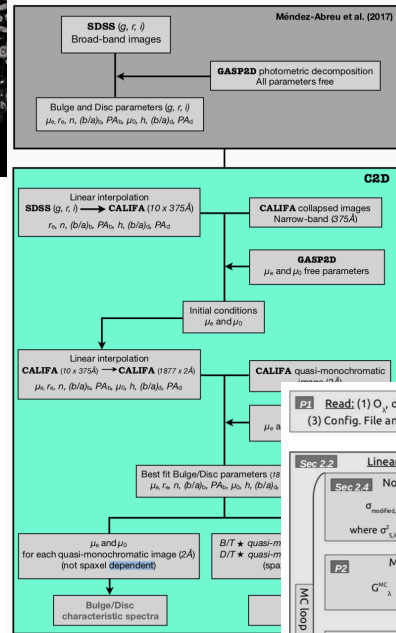 Méndez-Abreu et al. (2017)
SDSS (g, r, i)
Broad-band images
GASP2D photometric decomposition
All parameters free
Bulge and Disc parameters (g, r, i)
μe, re, n, (b/a)b, PAb, μ0, h, (b/a)d, PAd
C2D
Linear interpolation
SDSS (g, r, i) → CALIFA (10 x 375Å)
re, n, (b/a)b, PAb, h, (b/a)d, PAd
CALIFA collapsed images
Narrow-band (375Å)
GASP2D
μe and μ0 free parameters
Initial conditions
μe and μ0
Linear interpolation
CALIFA (10 x 375Å) → CALIFA (1877 x 2Å)
μe, re, n, (b/a)b, PAb, μ0, h, (b/a)d, PAd
CALIFA quasi-monochromatic
image (2Å)
μe a
Best fit Bulge/Disc parameters (18
μe, re, n, (b/a)b, PAb, μ0, h, (b/a)d,
μe and μ0
for each quasi-monochromatic image (2Å)
(not spaxel dependent)
B/T ★ quasi-m
D/T ★ quasi-m
(spa
Bulge/Disc
characteristic spectra
P1 Read: (1) Oλ,
(3) Config. File an
Sec 2.2 Linear
Sec 2.4 No
σmodified,
where σ²S,λ
P2 M
GMCλ
MC loop